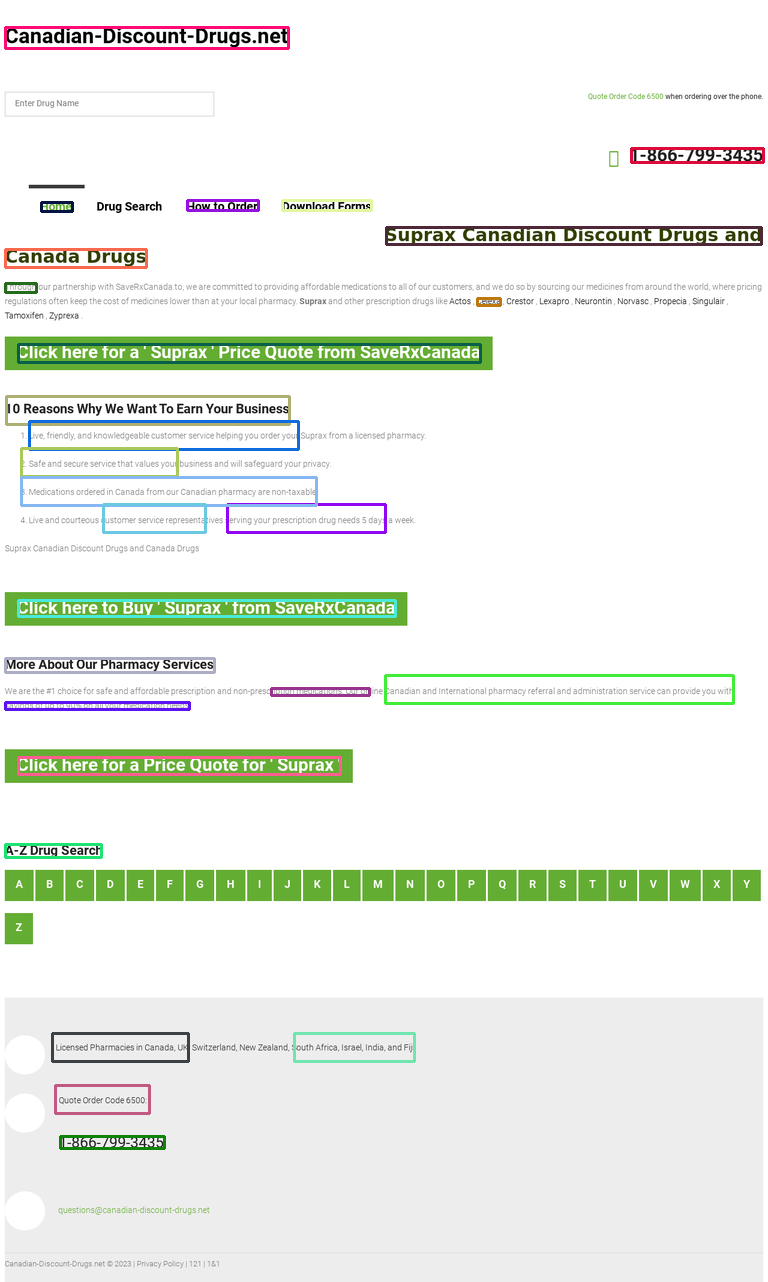 Canadian-Discount-Drugs.net
Enter Drug Name
Quote Order Code 6500 when ordering over the phone.
1-866-799-3435
Home Drug Search How to Order Download Forms
Suprax Canadian Discount Drugs and
Canada Drugs
Through our partnership with SaveRxCanada.to, we are committed to providing affordable medications to all of our customers, and we do so by sourcing our medicines from around the world, where pricing
regulations often keep the cost of medicines lower than at your local pharmacy. Suprax and other prescription drugs like Actos , , Crestor , Lexapro , Neurontin , Norvasc , Propecia , Singulair ,
Tamoxifen , Zyprexa .
Click here for a ' Suprax ' Price Quote from SaveRxCanada
10 Reasons Why We Want To Earn Your Business
1. Live, friendly, and knowledgeable customer service helping you order your Suprax from a licensed pharmacy.
2. Safe and secure service that values your business and will safeguard your privacy.
3. Medications ordered in Canada from our Canadian pharmacy are non-taxable
4. Live and courteous customer service representatives serving your prescription drug needs 5 days a week.
Suprax Canadian Discount Drugs and Canada Drugs
Click here to Buy ' Suprax ' from SaveRxCanada
More About Our Pharmacy Services
We are the #1 choice for safe and affordable prescription and non-prescription medications. Our online Canadian and International pharmacy referral and administration service can provide you with
savings of up to 90% on all your medication needs.
Click here for a Price Quote for ' Suprax '
A-Z Drug Search
A B C D E F G H I J K L M N O P Q R S T U V W X Y
Z
Licensed Pharmacies in Canada, UK, Switzerland, New Zealand, South Africa, Israel, India, and Fiji
Quote Order Code 6500:
1-866-799-3435
questions@canadian-discount-drugs.net
Canadian-Discount-Drugs.net © 2023 | Privacy Policy | 121 | 1&1